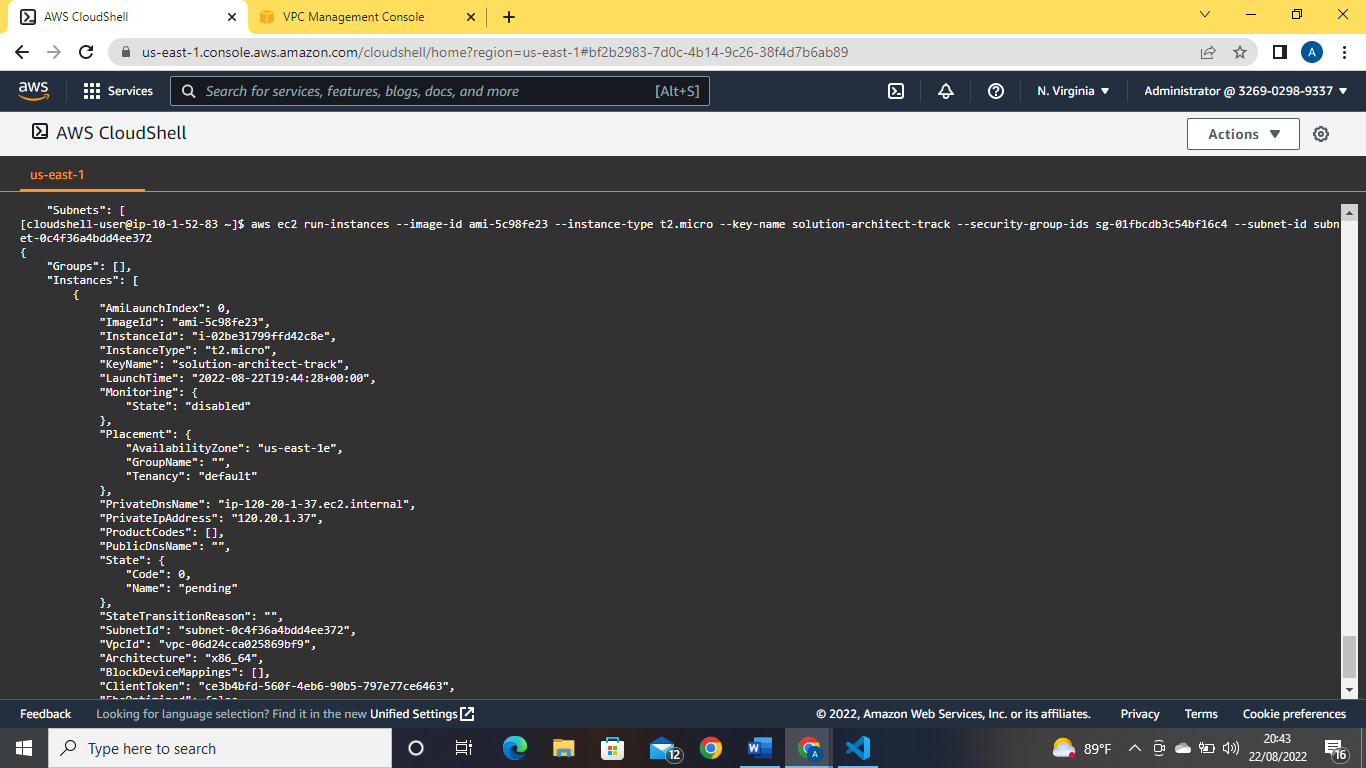 AWS CloudShell
VPC Management Console
us-east-1.console.aws.amazon.com/cloudshell/home?region=us-east-1#bf2b2983-7d0c-4b14-9c26-38f4d7b6ab89
A
aws
Services
Search for services, features, blogs, docs, and more
[Alt+S]
N. Virginia
Administrator @ 3269-0298-9337
AWS CloudShell
Actions
us-east-1
"Subnets": [
[cloudshell-user@ip-10-1-52-83 ~]$ aws ec2 run-instances --image-id ami-5c98fe23 --instance-type t2.micro --key-name solution-architect-track --security-group-ids sg-01fbcdb3c54bf16c4 --subnet-id subn
et-0c4f36a4bdd4ee372
{
"Groups": [],
"Instances": [
{
"AmiLaunchIndex": 0,
"ImageId": "ami-5c98fe23",
"InstanceId": "i-02be31799ffd42c8e",
"InstanceType": "t2.micro",
"KeyName": "solution-architect-track",
"LaunchTime": "2022-08-22T19:44:28+00:00",
"Monitoring": {
"State": "disabled"
},
"Placement": {
"AvailabilityZone": "us-east-1e",
"GroupName": "",
"Tenancy": "default"
},
"PrivateDnsName": "ip-120-20-1-37.ec2.internal",
"PrivateIpAddress": "120.20.1.37",
"ProductCodes": [],
"PublicDnsName": "",
"State": {
"Code": 0,
"Name": "pending"
},
"StateTransitionReason": "",
"SubnetId": "subnet-0c4f36a4bdd4ee372",
"VpcId": "vpc-06d24cca025869bf9",
"Architecture": "x86_64",
"BlockDeviceMappings": [],
"ClientToken": "ce3b4bfd-560f-4eb6-90b5-797e77ce6463",
Feedback
Looking for language selection? Find it in the new Unified Settings
© 2022, Amazon Web Services, Inc. or its affiliates.
Privacy
Terms
Cookie preferences
Type here to search
12
A
89°F
20:43
22/08/2022
16